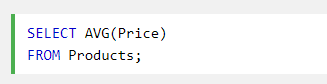 SELECT AVG(Price)
FROM Products;